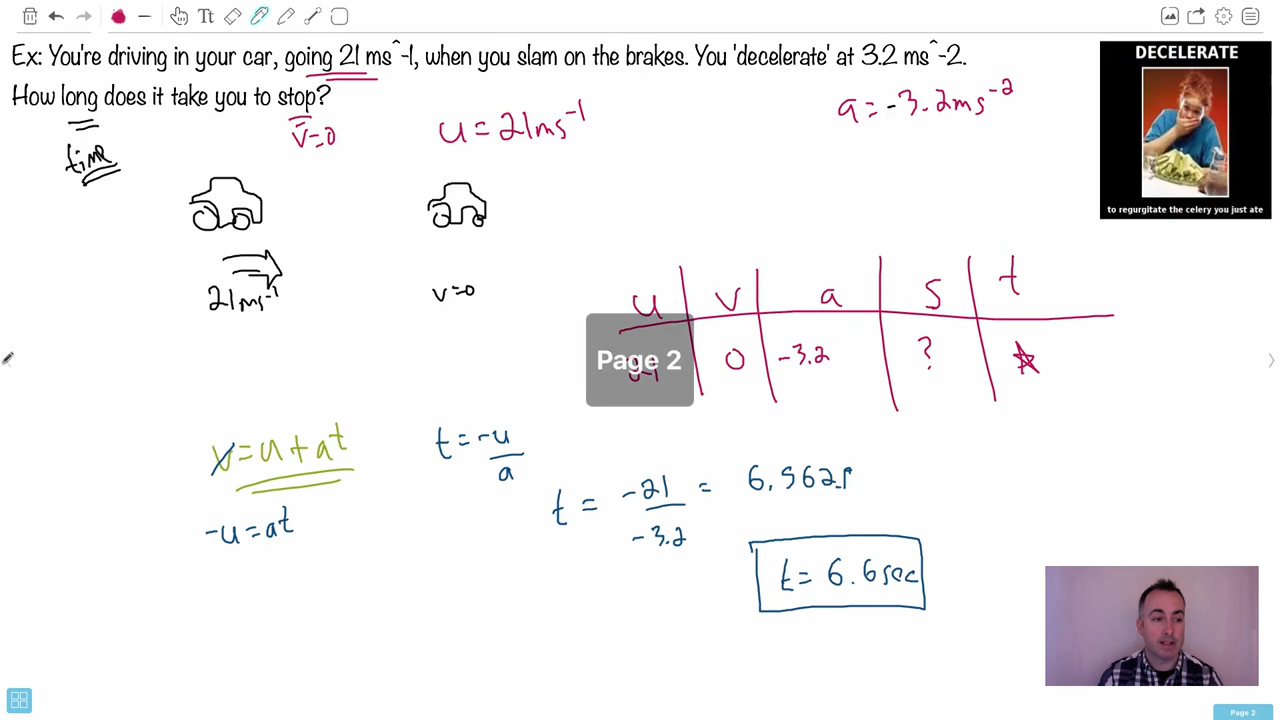 Ex: You're driving in your car, going 21 ms^-1, when you slam on the brakes. You 'decelerate' at 3.2 ms^-2.
How long does it take you to stop?
DECELERATE
to regurgitate the celery you just ate
time
v=0
u = 21ms⁻¹
a = -3.2ms⁻²
21ms⁻¹
v=0
u v a s t
0 -3.2 ?
Page 2
v = u + at
-u = at
t = -u/a
t = -21/-3.2 = 6.562
t = 6.6 sec
Page 2